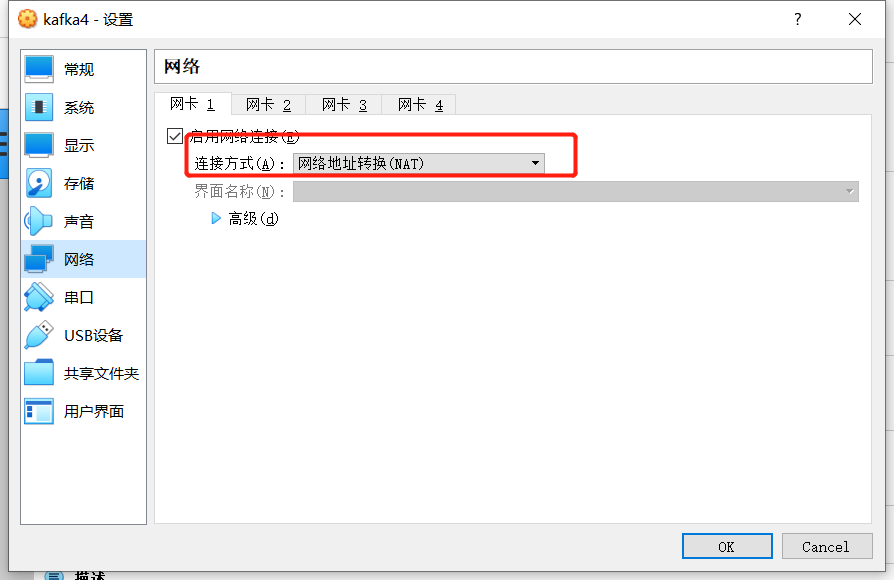 kafka4 - 设置
?
常规
系统
显示
存储
声音
网络
串口
USB设备
共享文件夹
用户界面
网络
网卡 1
网卡 2
网卡 3
网卡 4
启用网络连接(E)
连接方式(A):
网络地址转换(NAT)
界面名称(N):
高级(d)
OK
Cancel
描述